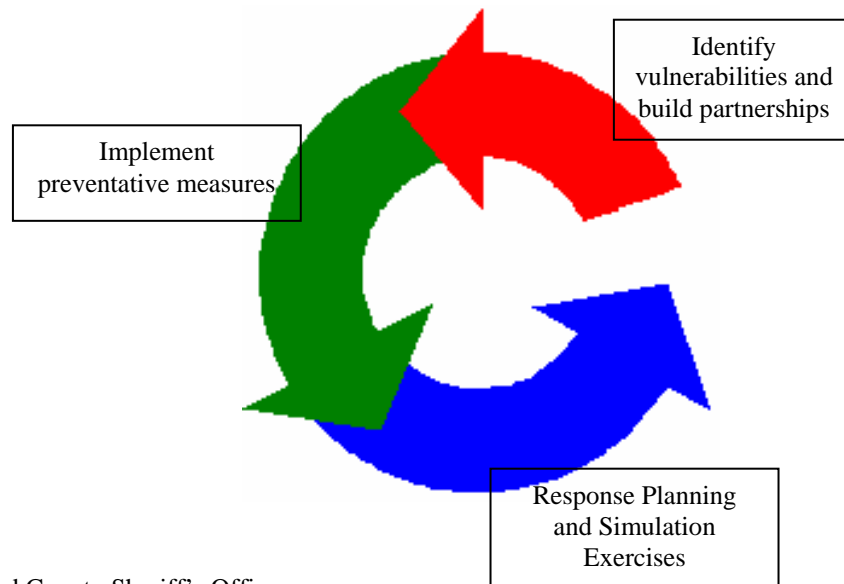 Identify
vulnerabilities and
build partnerships
Implement
preventative measures
Response Planning
and Simulation
Exercises